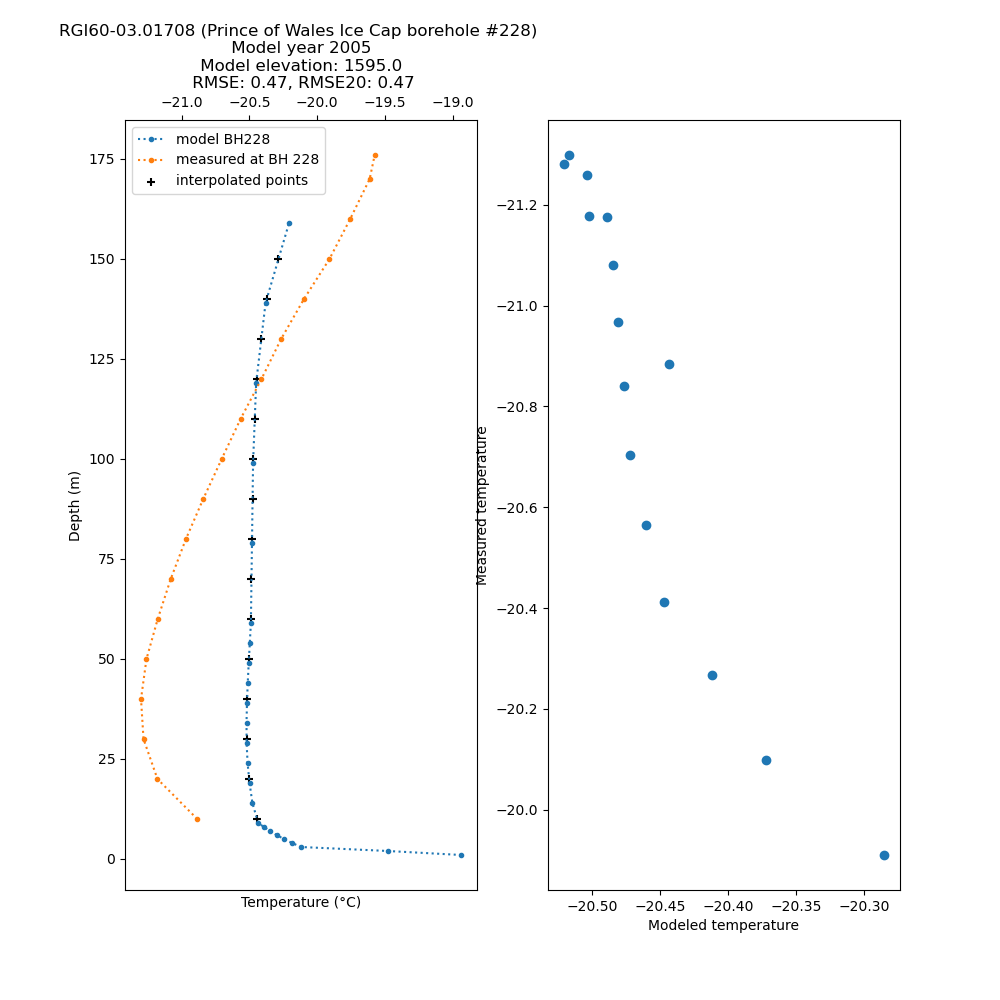 RGI60-03.01708 (Prince of Wales Ice Cap borehole #228)
Model year 2005
Model elevation: 1595.0
RMSE: 0.47, RMSE20: 0.47
−21.0 −20.5 −20.0 −19.5 −19.0
model BH228
measured at BH 228
interpolated points
175
150
125
100
75
50
25
0
Depth (m)
Temperature (°C)
−21.2
−21.0
−20.8
−20.6
−20.4
−20.2
−20.0
Measured temperature
−20.50 −20.45 −20.40 −20.35 −20.30
Modeled temperature